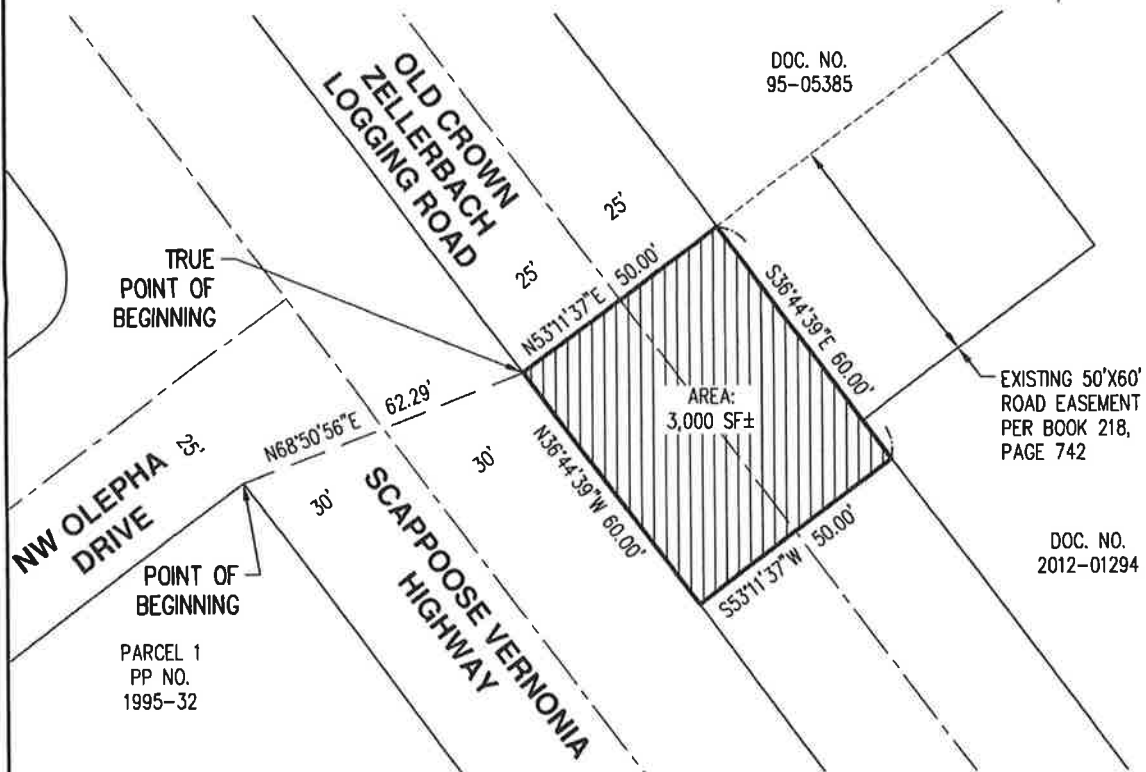 DOC. NO.
95-05385
OLD CROWN
ZELLERBACH
LOGGING ROAD
25'
25'
TRUE
POINT OF
BEGINNING
N53°11'37"E 50.00'
S36°44'39"E 60.00'
AREA:
3,000 SF±
EXISTING 50'X60'
ROAD EASEMENT
PER BOOK 218,
PAGE 742
N68°50'56"E 62.29'
N36°44'39"W 60.00'
S53°11'37"W 50.00'
25'
NW OLEPHA
DRIVE
30'
30'
SCAPPOOSE VERNONIA
HIGHWAY
POINT OF
BEGINNING
DOC. NO.
2012-01294
PARCEL 1
PP NO.
1995-32